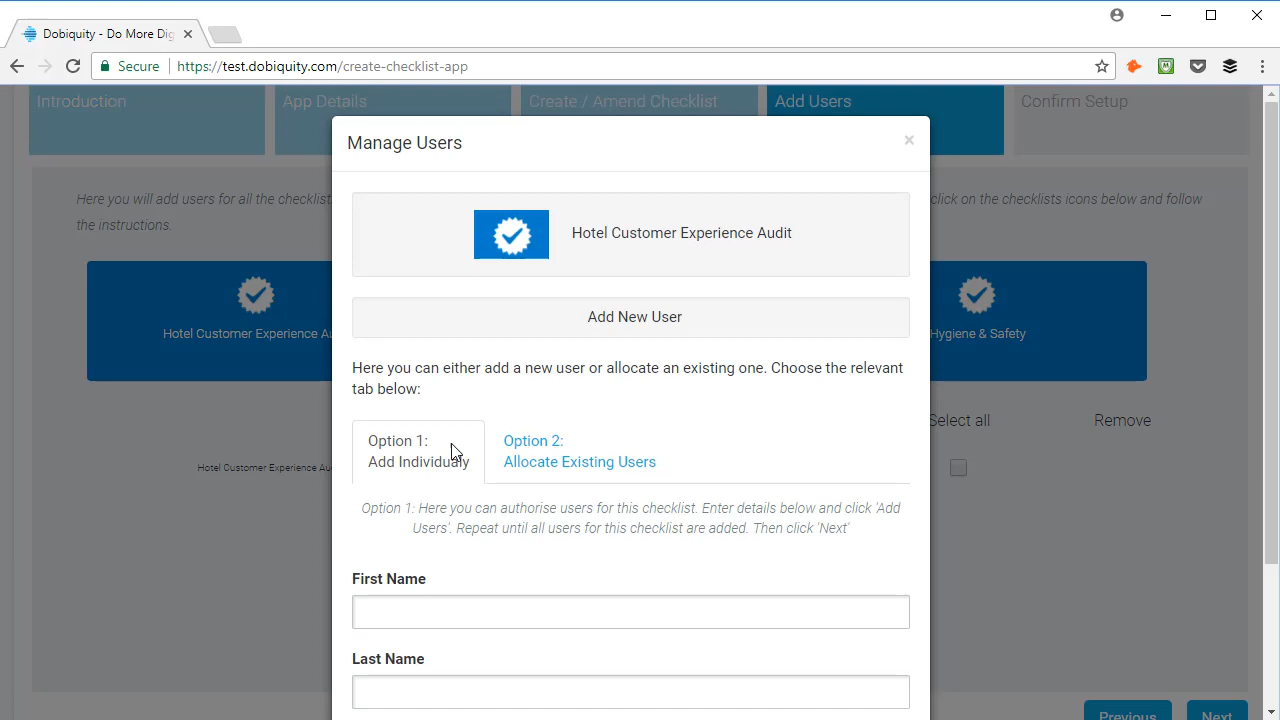 Dobiquity - Do More Dig
Secure
https://test.dobiquity.com/create-checklist-app
Introduction
App Details
Create / Amend Checklist
Add Users
Confirm Setup
Manage Users
×
Here you will add users for all the checklis
click on the checklists icons below and follow
the instructions.
Hotel Customer Experience Audit
Hotel Customer Experience Au
Hygiene & Safety
Add New User
Here you can either add a new user or allocate an existing one. Choose the relevant
tab below:
Select all
Remove
Option 1:
Add Individualy
Option 2:
Allocate Existing Users
Hotel Customer Experience Au
Option 1: Here you can authorise users for this checklist. Enter details below and click 'Add
Users'. Repeat until all users for this checklist are added. Then click 'Next'
First Name
Last Name
Previous
Next